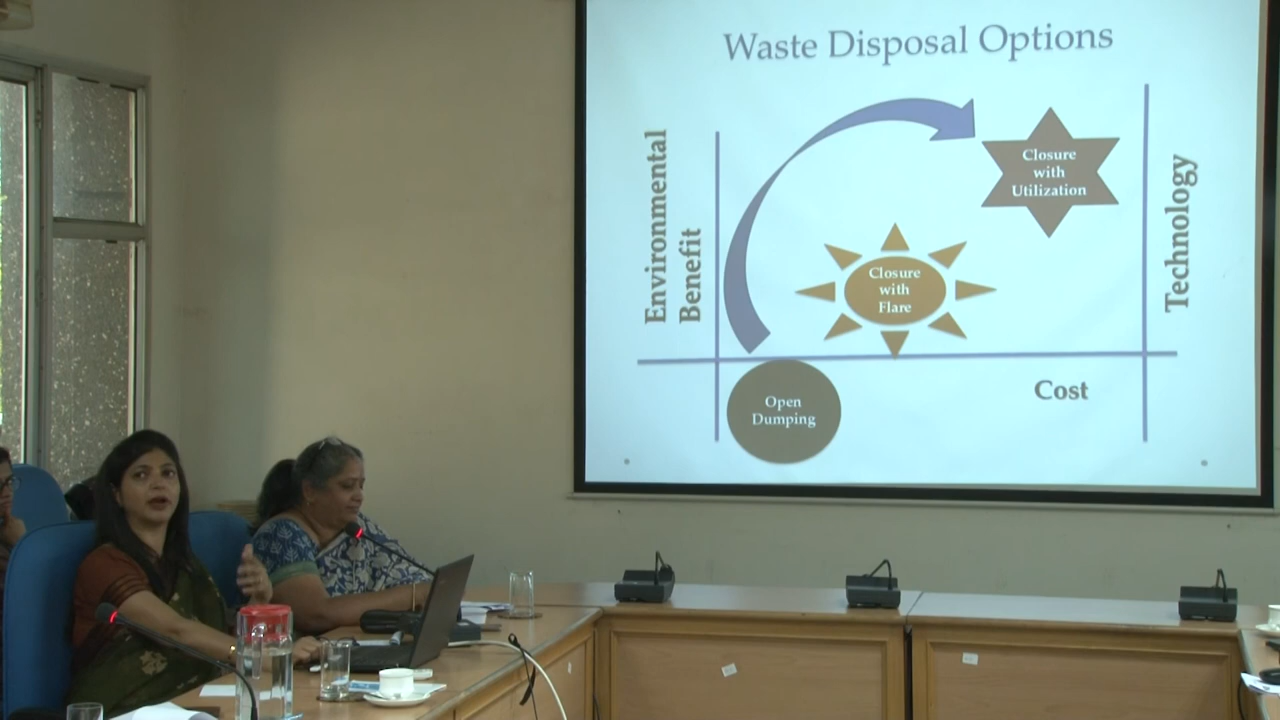 Waste Disposal Options
Environmental
Benefit
Closure
with
Utilization
Technology
Closure
with
Flare
Cost
Open
Dumping